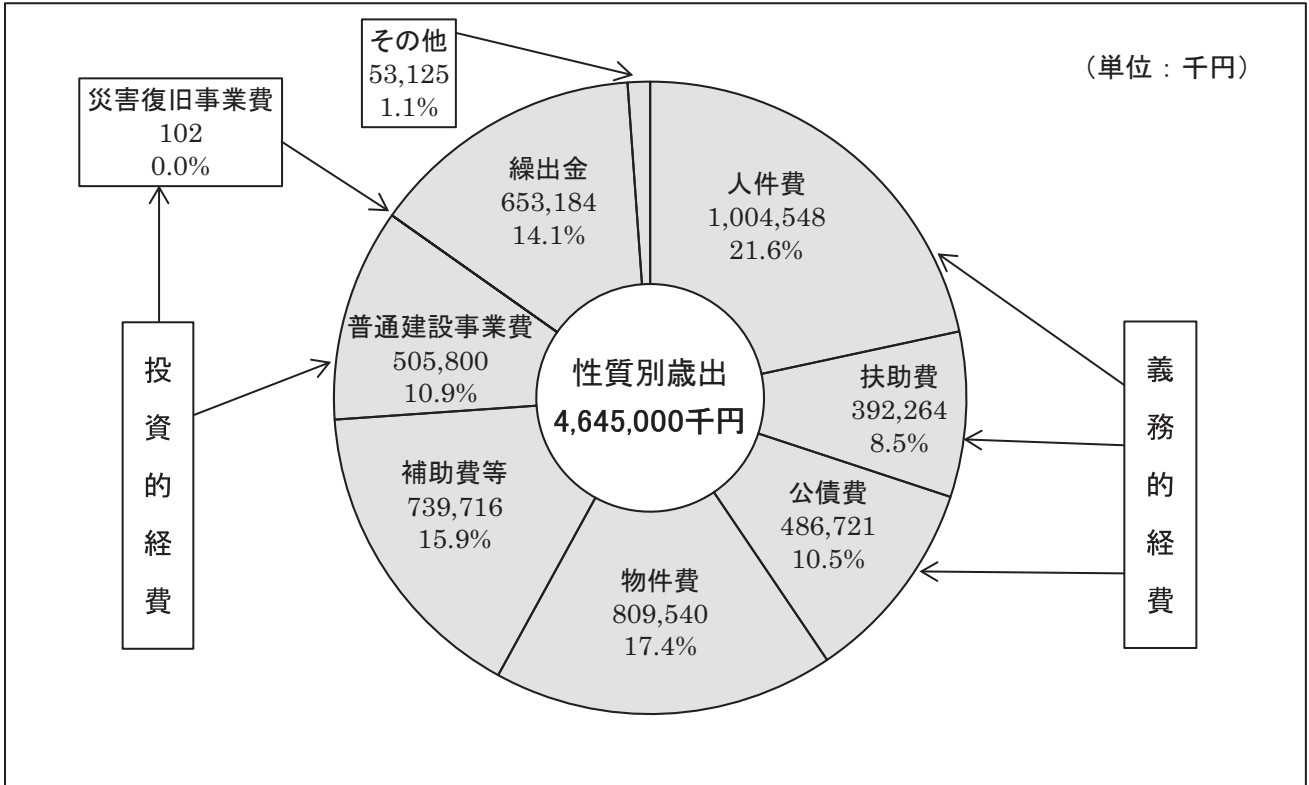 （単位：千円）
その他
53,125
1.1%
災害復旧事業費
102
0.0%
繰出金
653,184
14.1%
人件費
1,004,548
21.6%
普通建設事業費
505,800
10.9%
性質別歳出
4,645,000千円
扶助費
392,264
8.5%
補助費等
739,716
15.9%
公債費
486,721
10.5%
物件費
809,540
17.4%
投資的経費
義務的経費